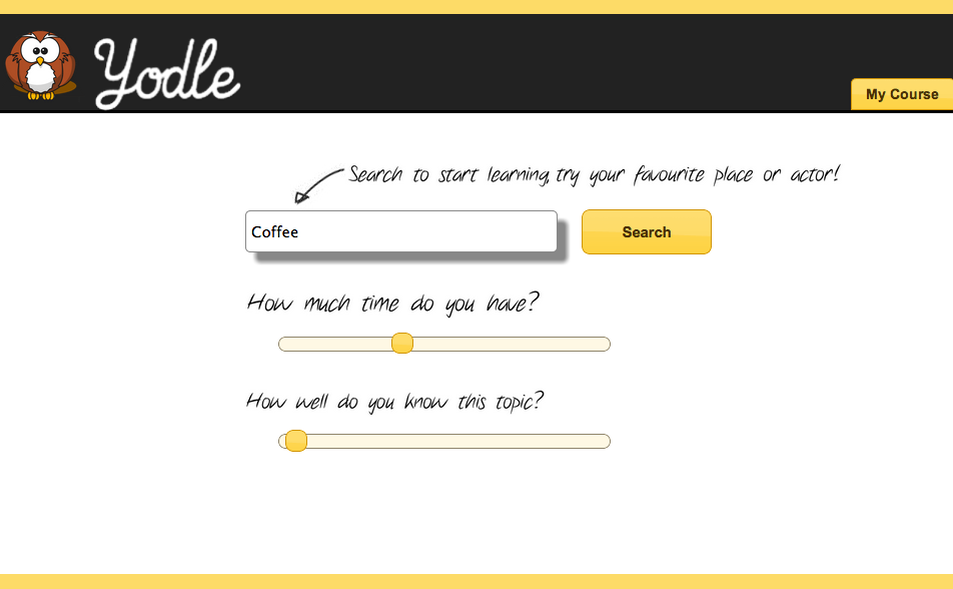 Yodle
My Course
Search to start learning, try your favourite place or actor!
Coffee
Search
How much time do you have?
How well do you know this topic?